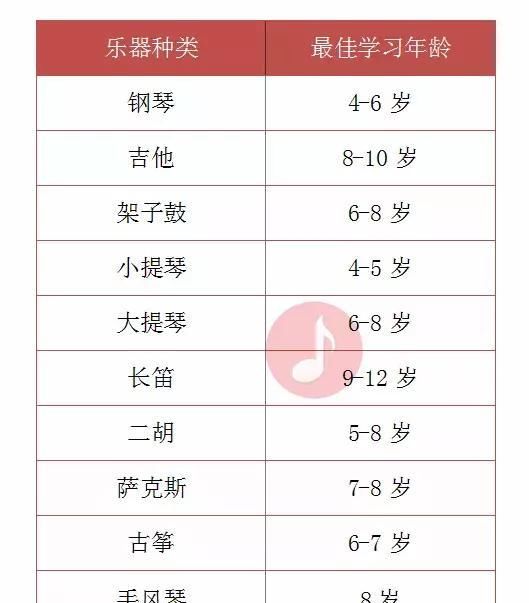 乐器种类 最佳学习年龄
钢琴 4-6 岁
吉他 8-10 岁
架子鼓 6-8 岁
小提琴 4-5 岁
大提琴 6-8 岁
长笛 9-12 岁
二胡 5-8 岁
萨克斯 7-8 岁
古筝 6-7 岁
手风琴 8 岁